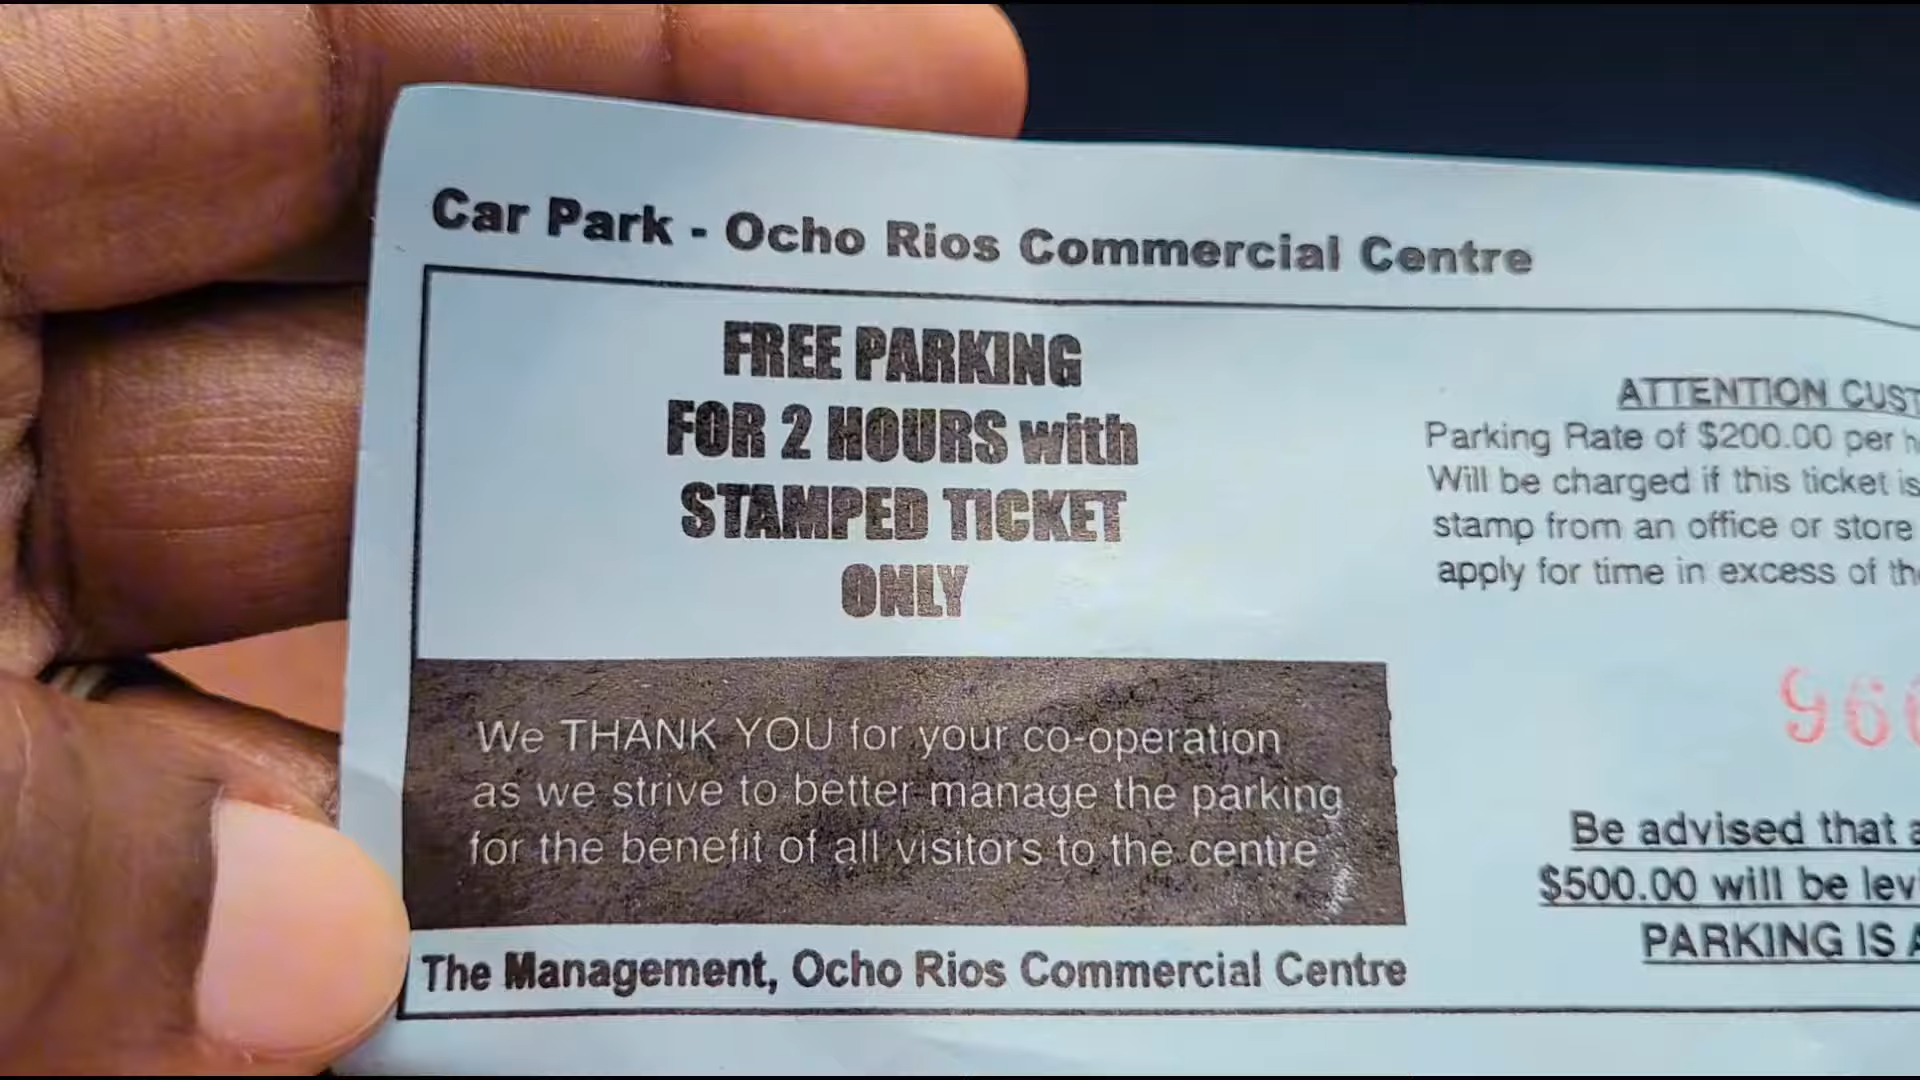 Car Park - Ocho Rios Commercial Centre
FREE PARKING
FOR 2 HOURS with
STAMPED TICKET
ONLY
We THANK YOU for your co-operation
as we strive to better manage the parking
for the benefit of all visitors to the centre
The Management, Ocho Rios Commercial Centre
ATTENTION
Parking Rate of $200.00 per
Will be charged if this ticket is
stamp from an office or store
apply for time in excess of
96
Be advised that
$500.00 will be
PARKING IS